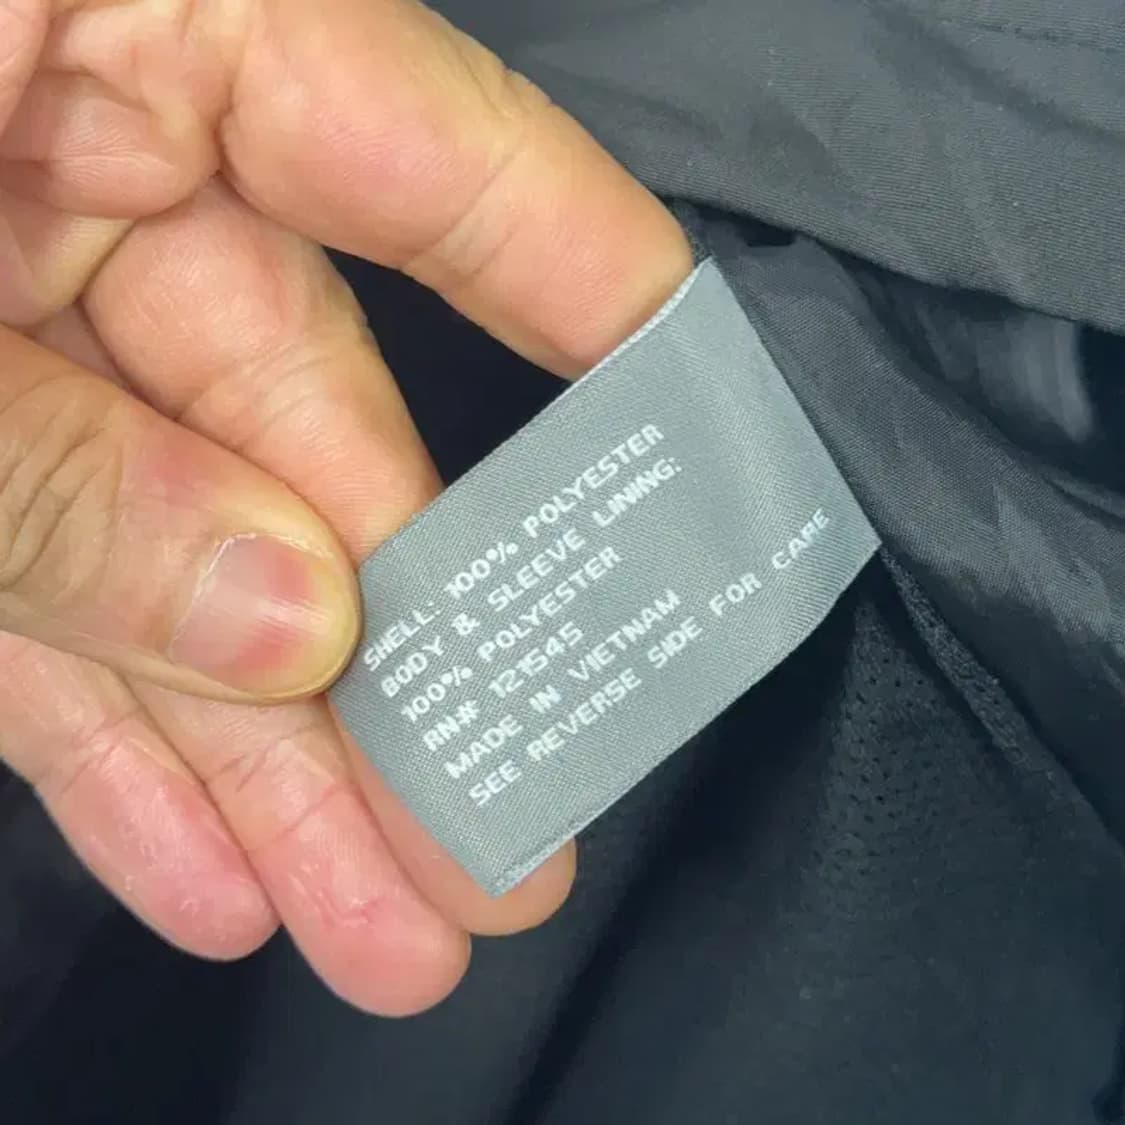 SHELL: 100% POLYESTER
BODY & SLEEVE LINING:
100% POLYESTER
RN# 121545
MADE IN VIETNAM
SEE REVERSE SIDE FOR CARE